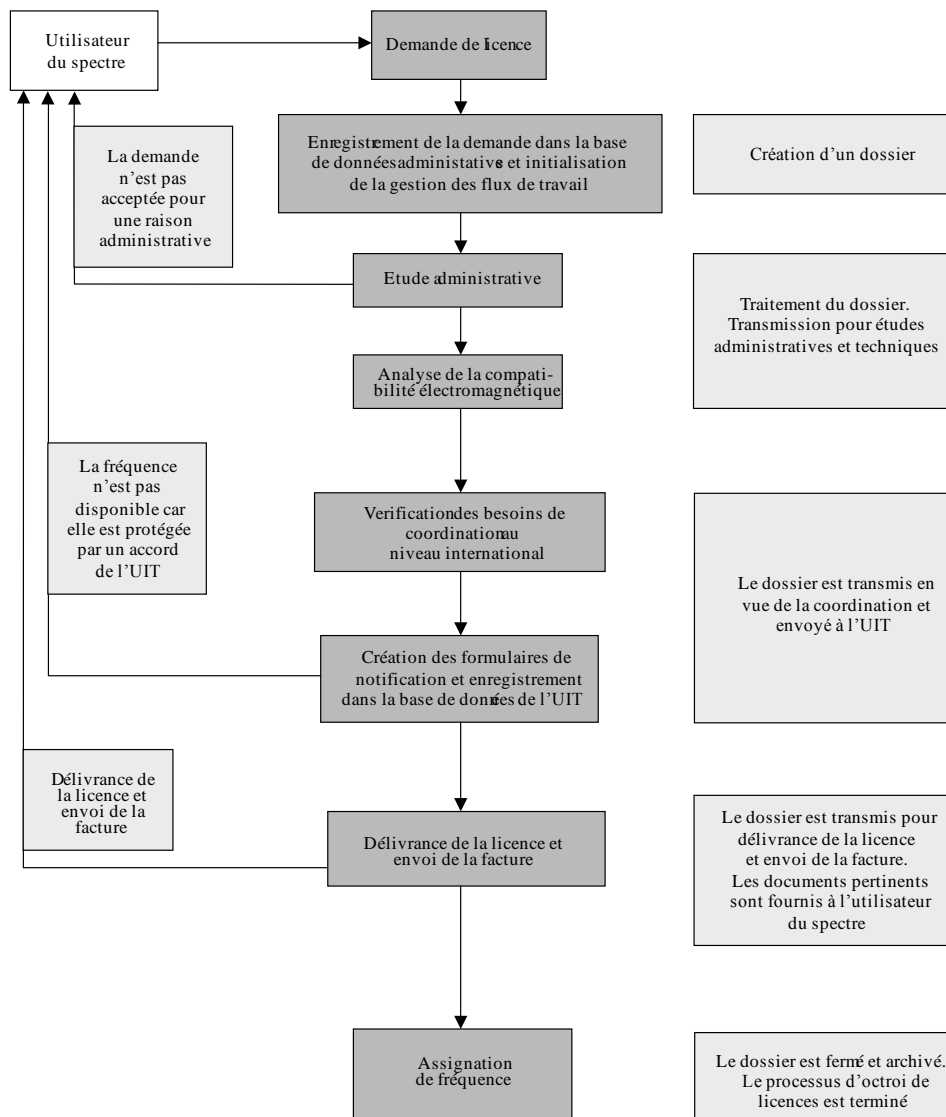 Utilisateur
du spectre
Demande de licence
Enregistrement de la demande dans la base
de données administative et initialisation
de la gestion des flux de travail
Création d'un dossier
La demande
n'est pas
acceptée pour
une raison
administrative
Etude administrative
Traitement du dossier.
Transmission pour études
administratives et techniques
Analyse de la compati-
bilité électromagnétique
La fréquence
n'est pas
disponible car
elle est protégée
par un accord
de l'UIT
Verification des besoins de
coordination au
niveau international
Le dossier est transmis en
vue de la coordination et
envoyé à l'UIT
Création des formulaires de
notification et enregistrement
dans la base de données de l'UIT
Délivrance de
la licence et
envoi de la
facture
Délivrance de la licence et
envoi de la facture
Le dossier est transmis pour
délivrance de la licence
et envoi de la facture.
Les documents pertinents
sont fournis à l'utilisateur
du spectre
Assignation
de fréquence
Le dossier est fermé et archivé.
Le processus d'octroi de
licences est terminé